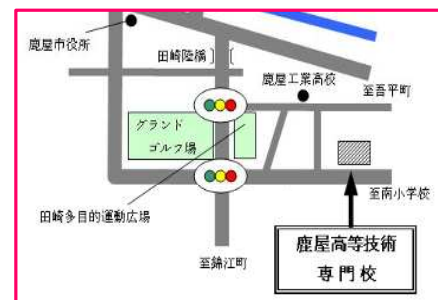 鹿屋市役所
田崎陸橋
鹿屋工業高校
至吾平町
グランド
ゴルフ場
田崎多目的運動広場
至南小学校
至錦江町
鹿屋高等技術
専門校